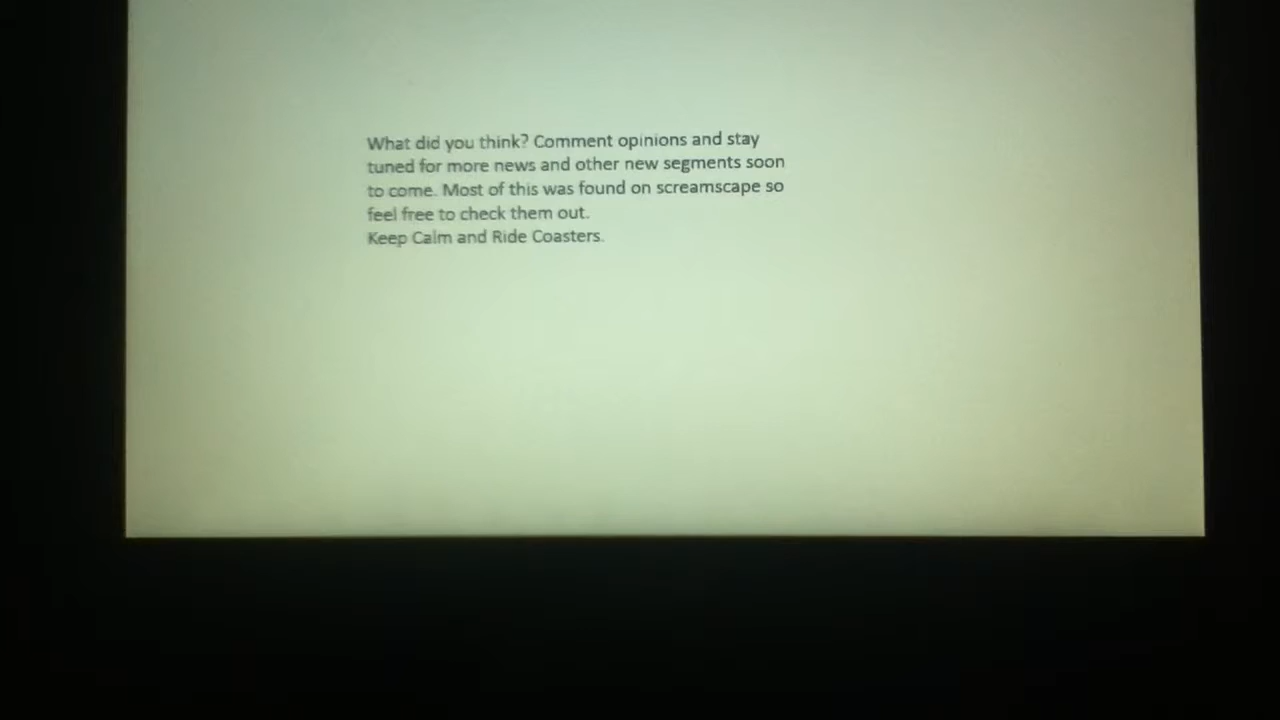 What did you think? Comment opinions and stay
tuned for more news and other new segments soon
to come. Most of this was found on screamscape so
feel free to check them out.
Keep Calm and Ride Coasters.